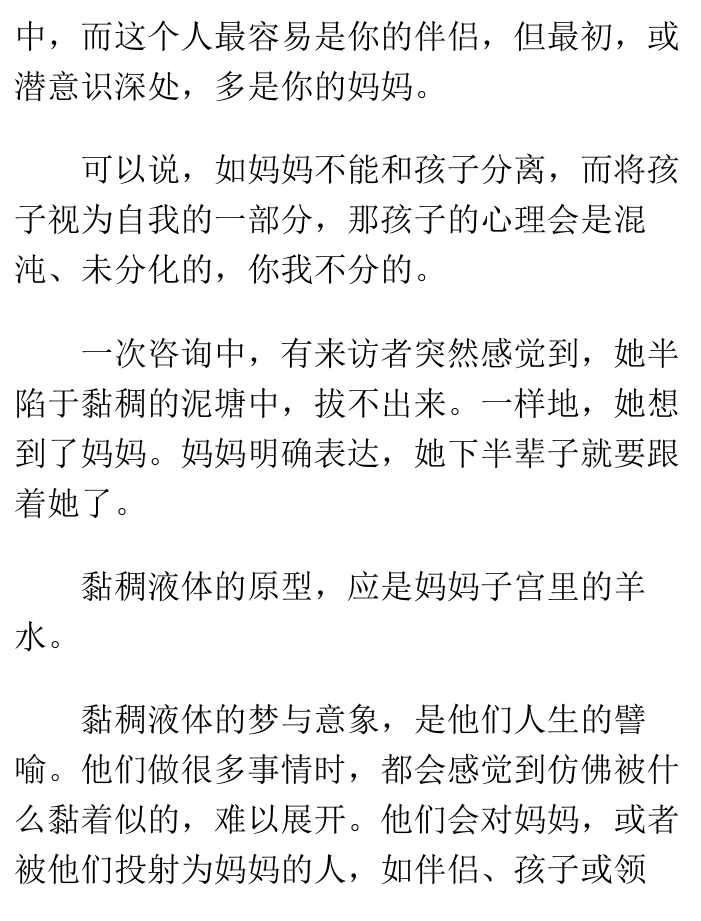 中，而这个人最容易是你的伴侣，但最初，或
潜意识深处，多是你的妈妈。
可以说，如妈妈不能和孩子分离，而将孩
子视为自我的一部分，那孩子的心理会是混
沌、未分化的，你我不分的。
一次咨询中，有来访者突然感觉到，她半
陷于黏稠的泥塘中，拔不出来。一样地，她想
到了妈妈。妈妈明确表达，她下半辈子就要跟
着她了。
黏稠液体的原型，应是妈妈子宫里的羊
水。
黏稠液体的梦与意象，是他们人生的譬
喻。他们做很多事情时，都会感觉到仿佛被什
么黏着似的，难以展开。他们会对妈妈，或者
被他们投射为妈妈的人，如伴侣、孩子或领